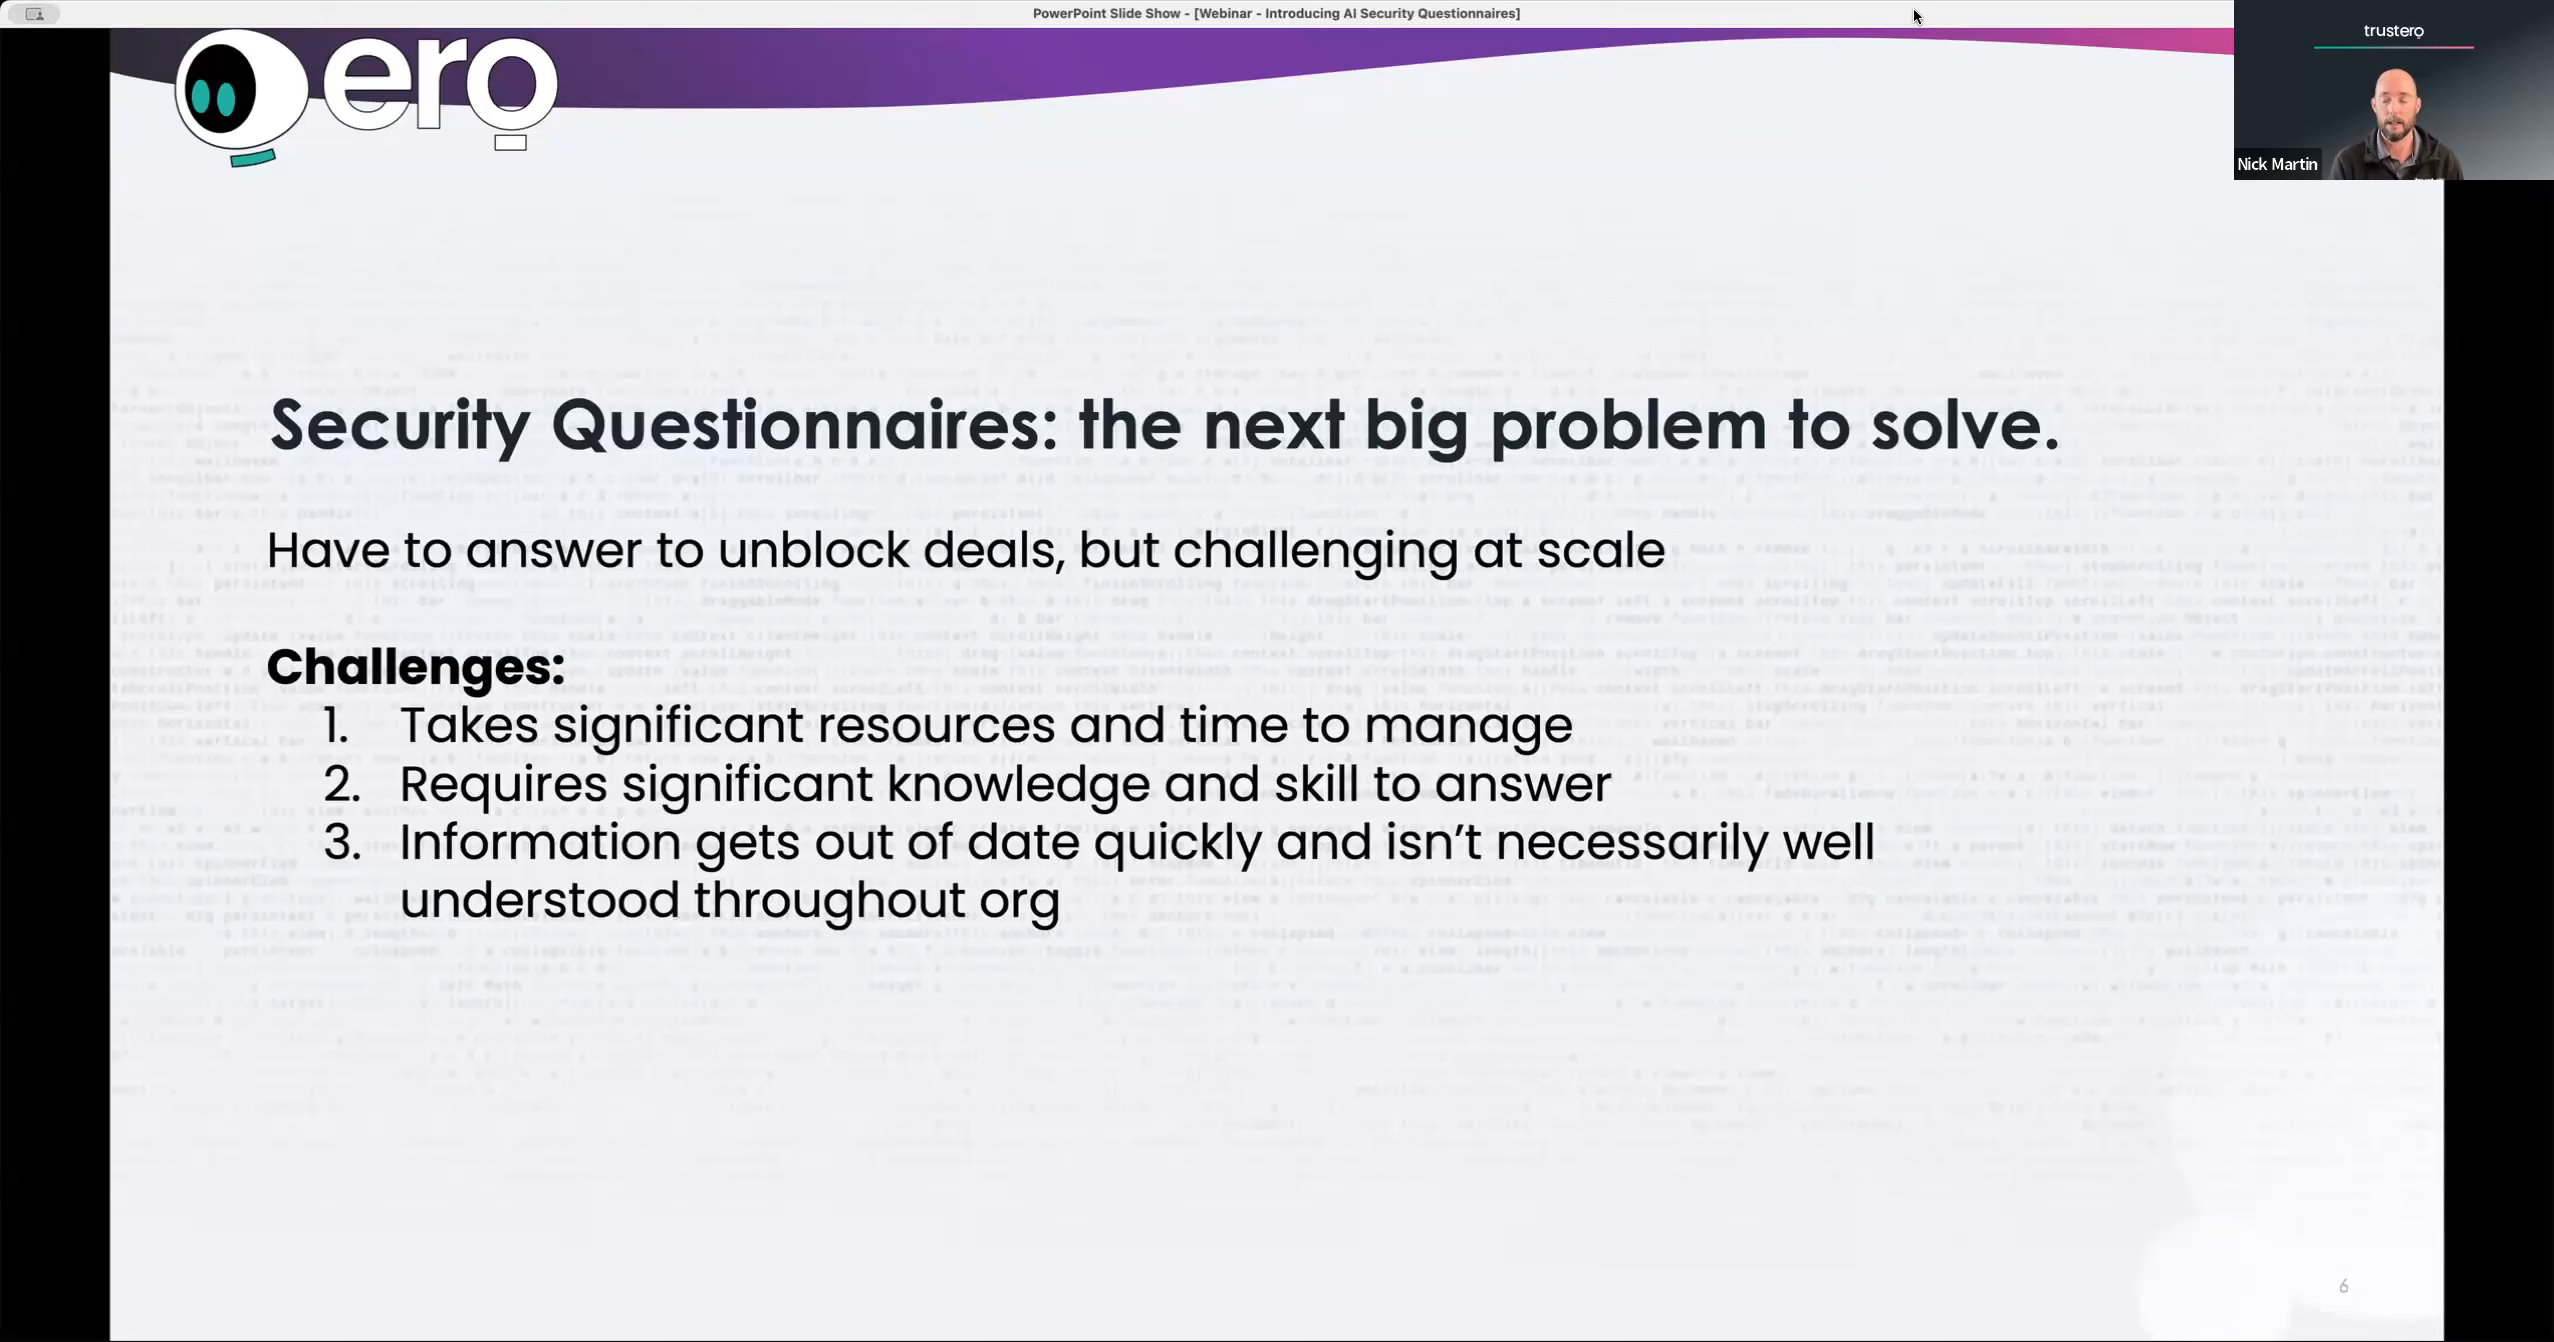 PowerPoint Slide Show - [Webinar - Introducing AI Security Questionnaires]
trustero
Nick Martin
ero
Security Questionnaires: the next big problem to solve.
Have to answer to unblock deals, but challenging at scale
Challenges:
1. Takes significant resources and time to manage
2. Requires significant knowledge and skill to answer
3. Information gets out of date quickly and isn’t necessarily well
understood throughout org
6